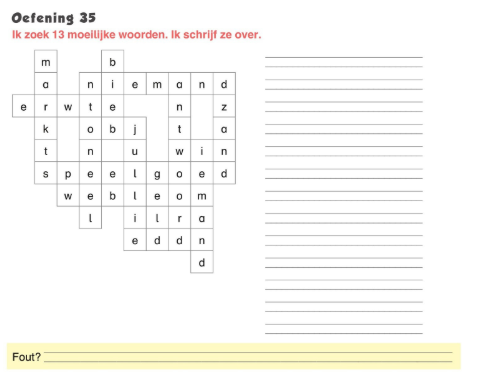 Oefening 35
Ik zoek 13 moeilijke woorden. Ik schrijf ze over.
m b
a n i e m a n d
e r w t e n z
k o b j t a
t n u w i n
s p e e l g o e d
w e b l e o m
l i l r a
e d d n
d
Fout?